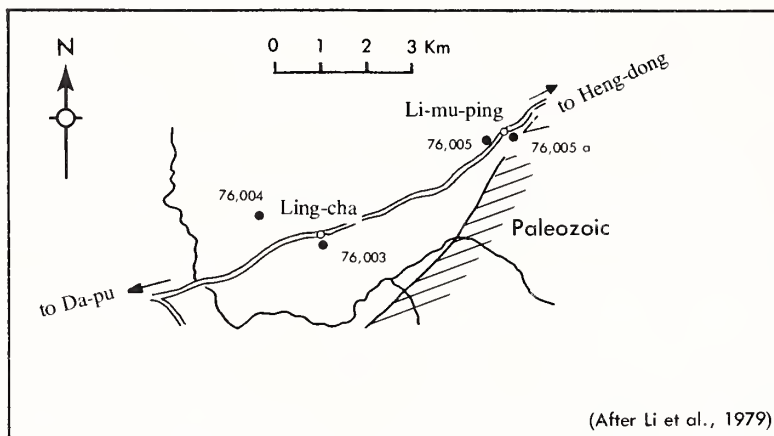 N
0 1 2 3 Km
to Heng-dong
Li-mu-ping
76,005
76,005 a
76,004
Ling-cha
Paleozoic
76,003
to Da-pu
(After Li et al., 1979)